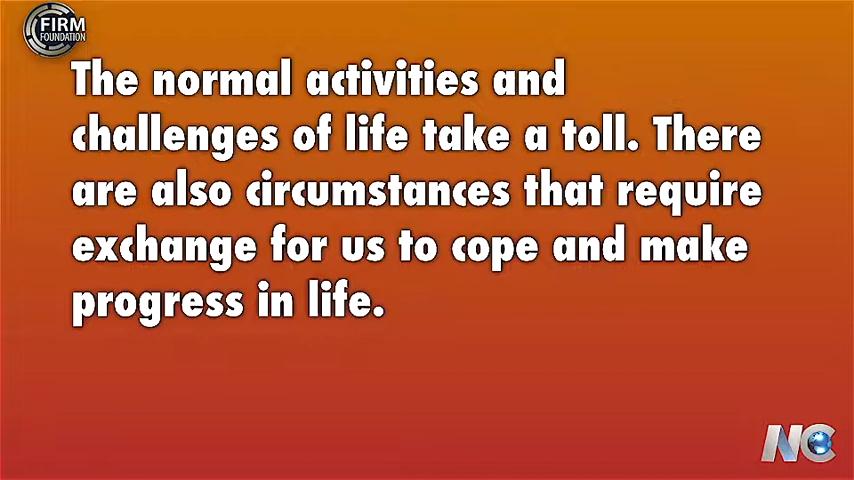 FIRM
FOUNDATION
The normal activities and
challenges of life take a toll. There
are also circumstances that require
exchange for us to cope and make
progress in life.
NC